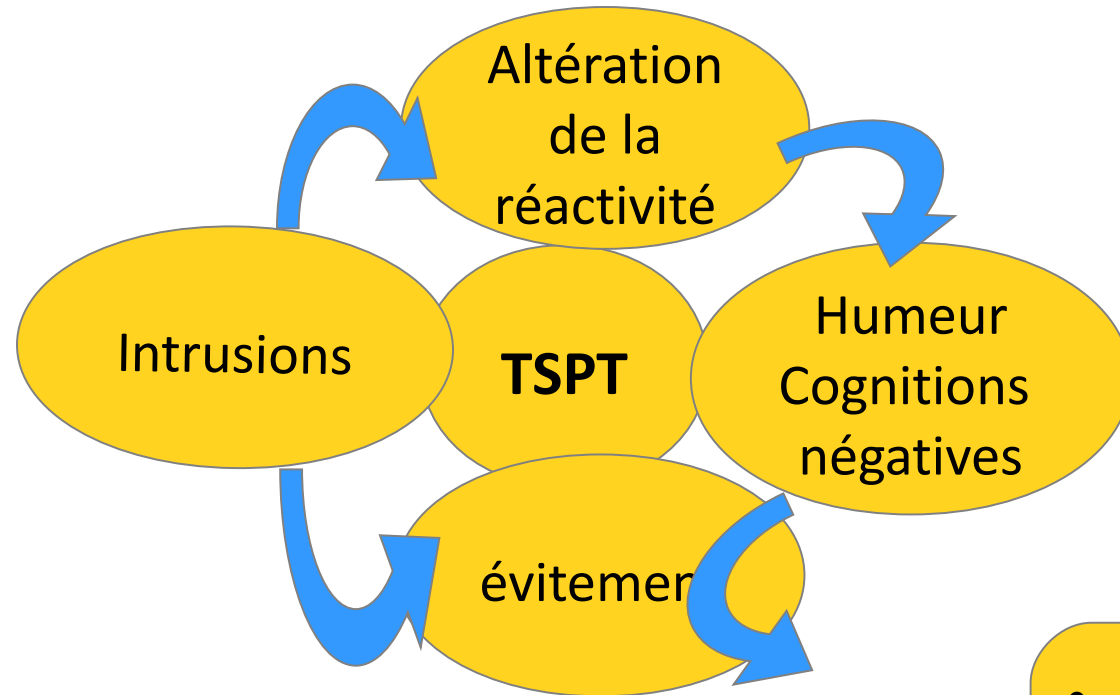 Altération
de la
réactivité
Intrusions
TSPT
Humeur
Cognitions
négatives
évitemen